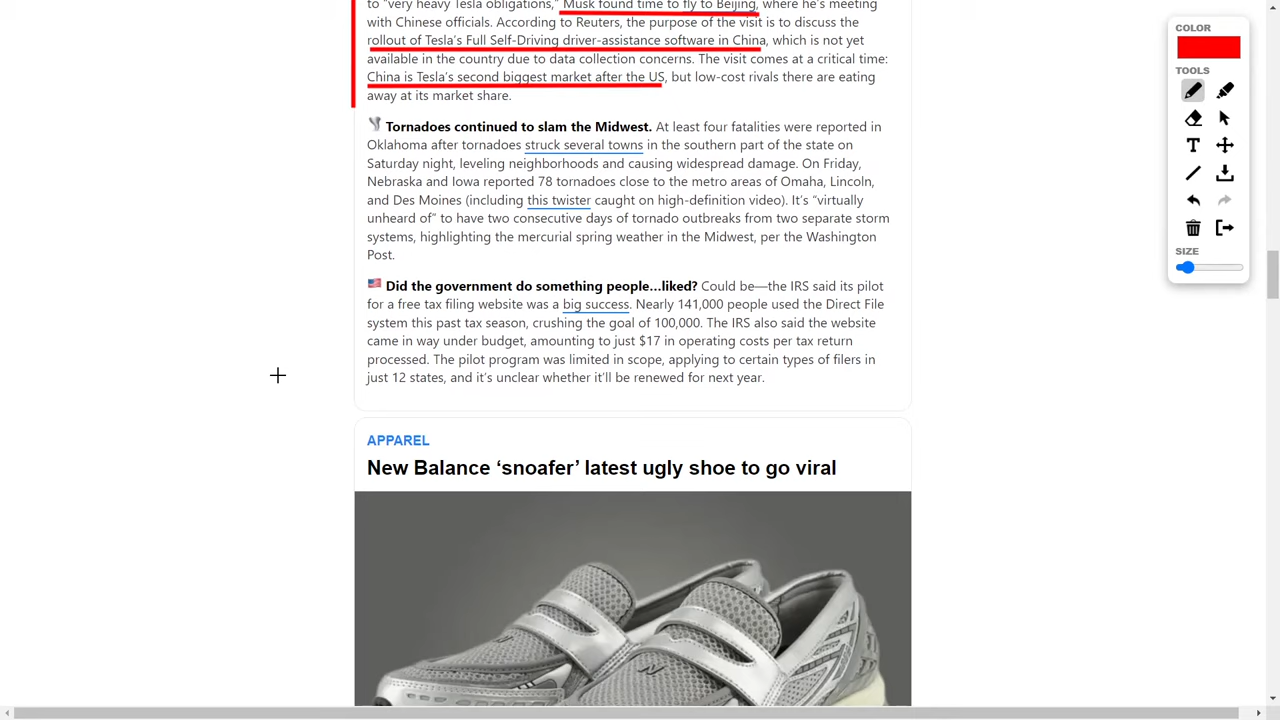 to "very heavy Tesla obligations," Musk found time to fly to Beijing, where he's meeting
with Chinese officials. According to Reuters, the purpose of the visit is to discuss the
rollout of Tesla's Full Self-Driving driver-assistance software in China, which is not yet
available in the country due to data collection concerns. The visit comes at a critical time:
China is Tesla's second biggest market after the US, but low-cost rivals there are eating
away at its market share.
Tornadoes continued to slam the Midwest. At least four fatalities were reported in
Oklahoma after tornadoes struck several towns in the southern part of the state on
Saturday night, leveling neighborhoods and causing widespread damage. On Friday,
Nebraska and Iowa reported 78 tornadoes close to the metro areas of Omaha, Lincoln,
and Des Moines (including this twister caught on high-definition video). It's “virtually
unheard of” to have two consecutive days of tornado outbreaks from two separate storm
systems, highlighting the mercurial spring weather in the Midwest, per the Washington
Post.
Did the government do something people…liked? Could be—the IRS said its pilot
for a free tax filing website was a big success. Nearly 141,000 people used the Direct File
system this past tax season, crushing the goal of 100,000. The IRS also said the website
came in way under budget, amounting to just $17 in operating costs per tax return
processed. The pilot program was limited in scope, applying to certain types of filers in
just 12 states, and it's unclear whether it'll be renewed for next year.
APPAREL
New Balance ‘snoafer’ latest ugly shoe to go viral
COLOR
TOOLS
SIZE